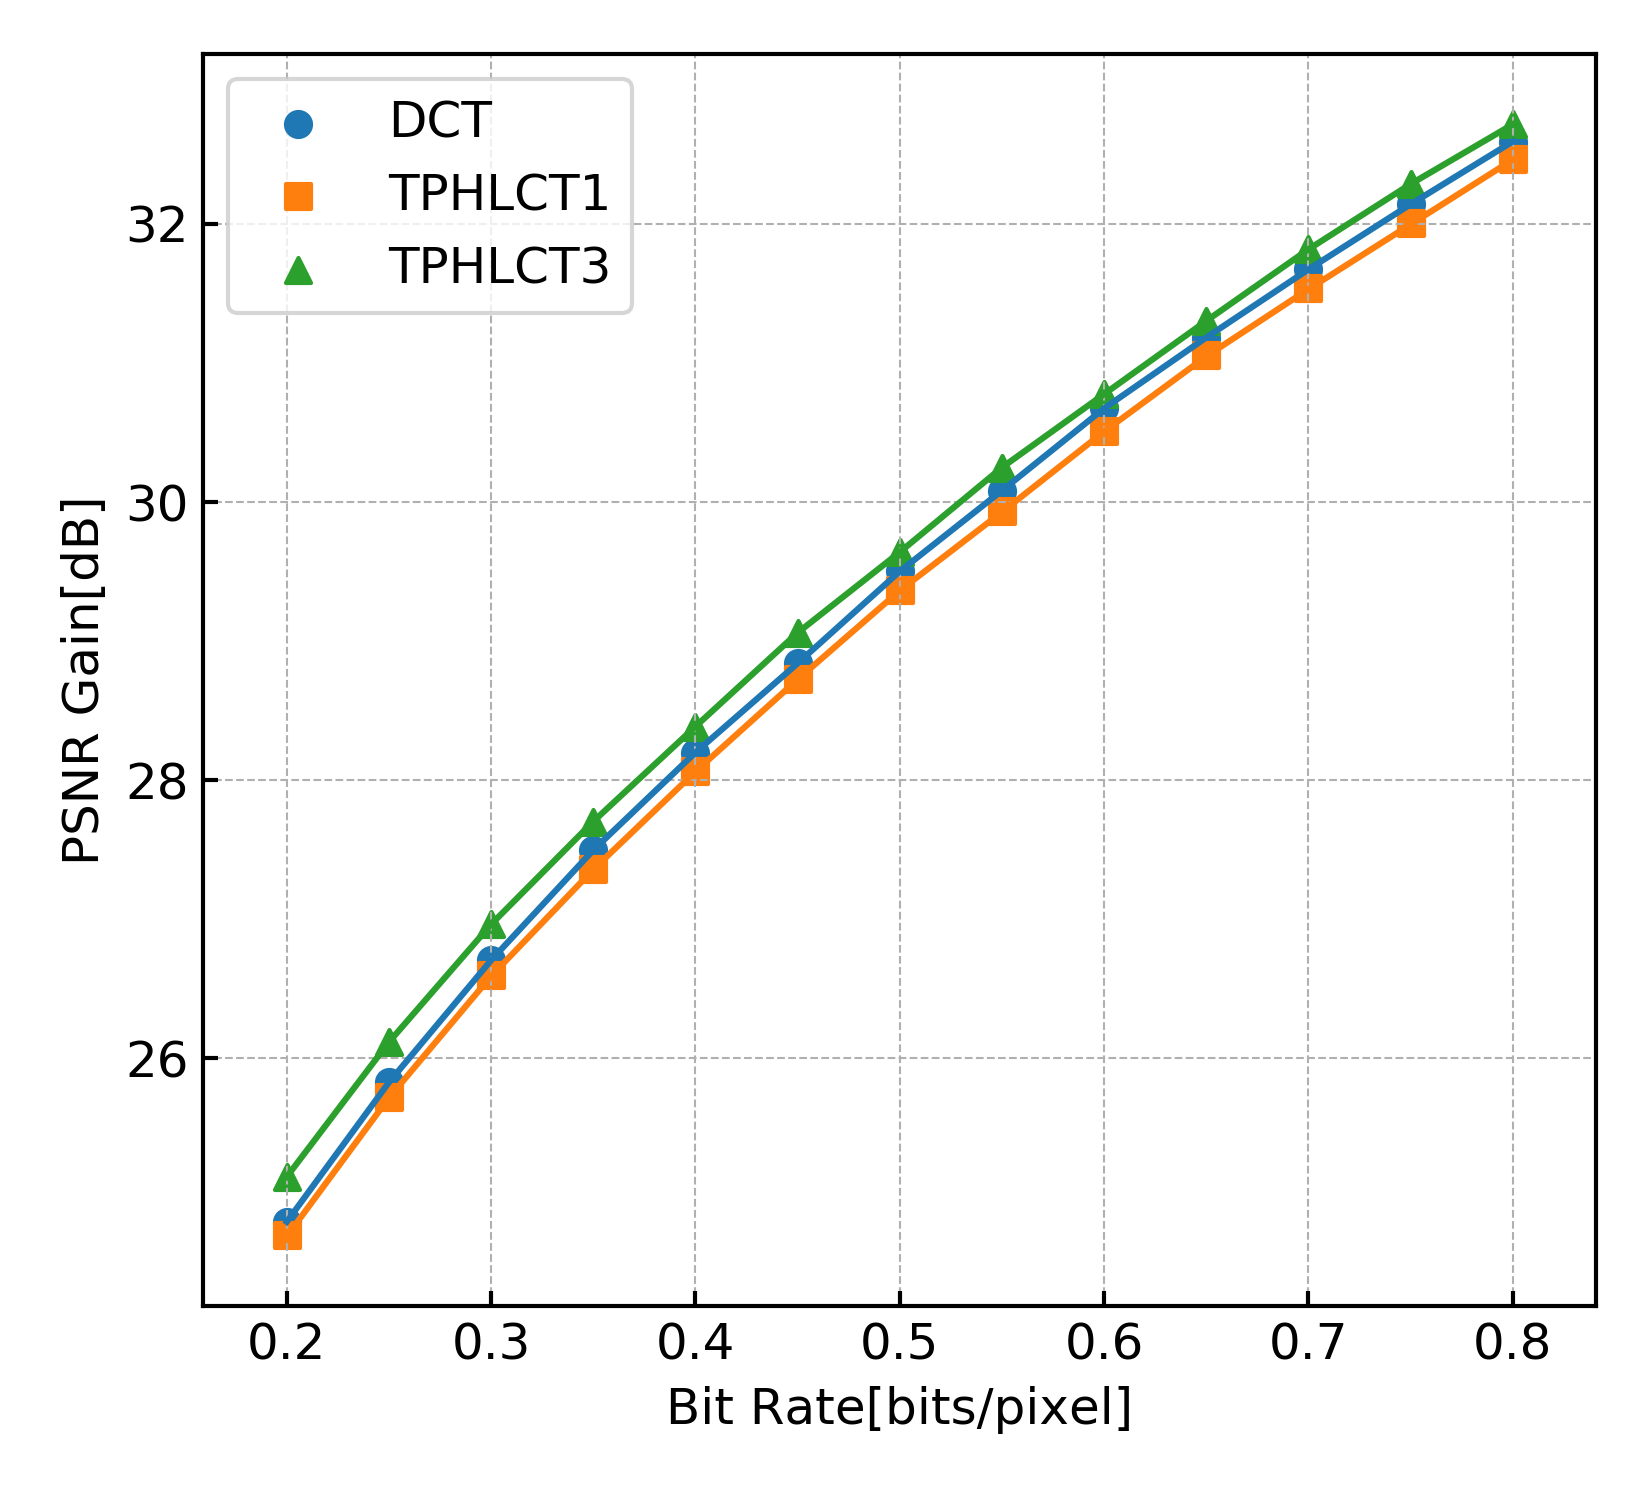 DCT
TPHLCT1
TPHLCT3
32
30
28
26
PSNR Gain[dB]
0.2 0.3 0.4 0.5 0.6 0.7 0.8
Bit Rate[bits/pixel]